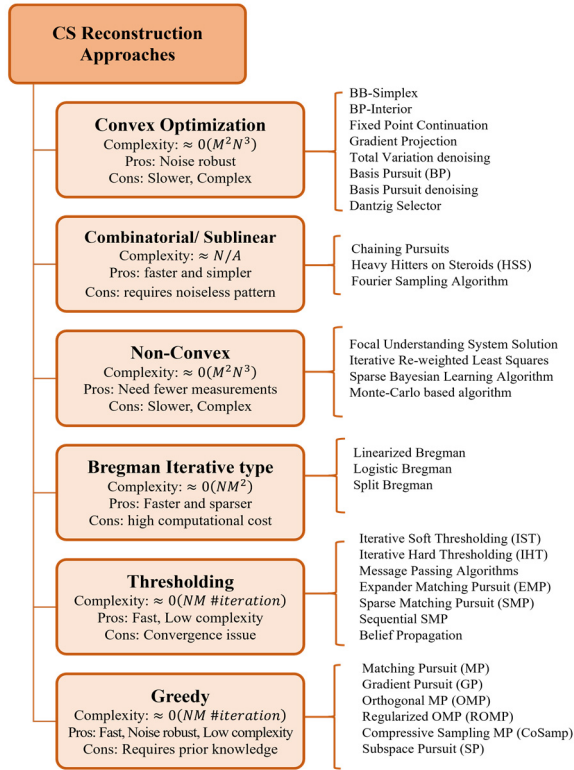 CS Reconstruction
Approaches
Convex Optimization
Complexity: ≈ 0(M²N³)
Pros: Noise robust
Cons: Slower, Complex
BB-Simplex
BP-Interior
Fixed Point Continuation
Gradient Projection
Total Variation denoising
Basis Pursuit (BP)
Basis Pursuit denoising
Dantzig Selector
Combinatorial/ Sublinear
Complexity: ≈ N/A
Pros: faster and simpler
Cons: requires noiseless pattern
Chaining Pursuits
Heavy Hitters on Steroids (HSS)
Fourier Sampling Algorithm
Non-Convex
Complexity: ≈ 0(M²N³)
Pros: Need fewer measurements
Cons: Slower, Complex
Focal Understanding System Solution
Iterative Re-weighted Least Squares
Sparse Bayesian Learning Algorithm
Monte-Carlo based algorithm
Bregman Iterative type
Complexity: ≈ 0(NM²)
Pros: Faster and sparser
Cons: high computational cost
Linearized Bregman
Logistic Bregman
Split Bregman
Thresholding
Complexity: ≈ 0(NM #iteration)
Pros: Fast, Low complexity
Cons: Convergence issue
Iterative Soft Thresholding (IST)
Iterative Hard Thresholding (IHT)
Message Passing Algorithms
Expander Matching Pursuit (EMP)
Sparse Matching Pursuit (SMP)
Sequential SMP
Belief Propagation
Greedy
Complexity: ≈ 0(NM #iteration)
Pros: Fast, Noise robust, Low complexity
Cons: Requires prior knowledge
Matching Pursuit (MP)
Gradient Pursuit (GP)
Orthogonal MP (OMP)
Regularized OMP (ROMP)
Compressive Sampling MP (CoSamp)
Subspace Pursuit (SP)